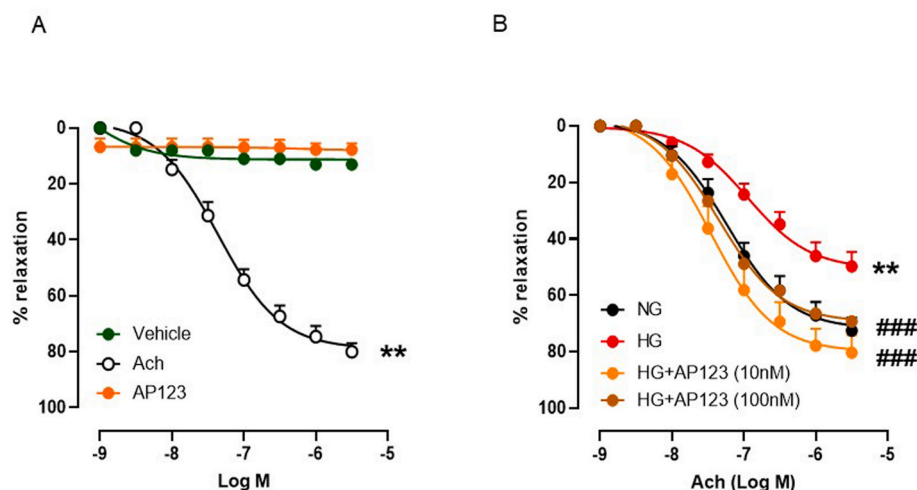 A
0
20
40
60
80
100
% relaxation
Vehicle
Ach
AP123
**
-9 -8 -7 -6 -5
Log M
B
0
20
40
60
80
100
% relaxation
**
###
###
NG
HG
HG+AP123 (10nM)
HG+AP123 (100nM)
-9 -8 -7 -6 -5
Ach (Log M)